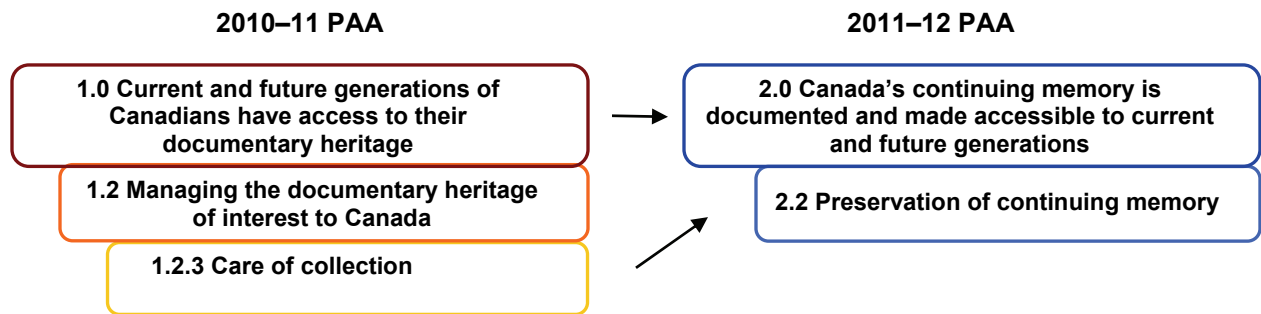 2010–11 PAA
1.0 Current and future generations of
Canadians have access to their
documentary heritage
1.2 Managing the documentary heritage
of interest to Canada
1.2.3 Care of collection
2011–12 PAA
2.0 Canada’s continuing memory is
documented and made accessible to current
and future generations
2.2 Preservation of continuing memory